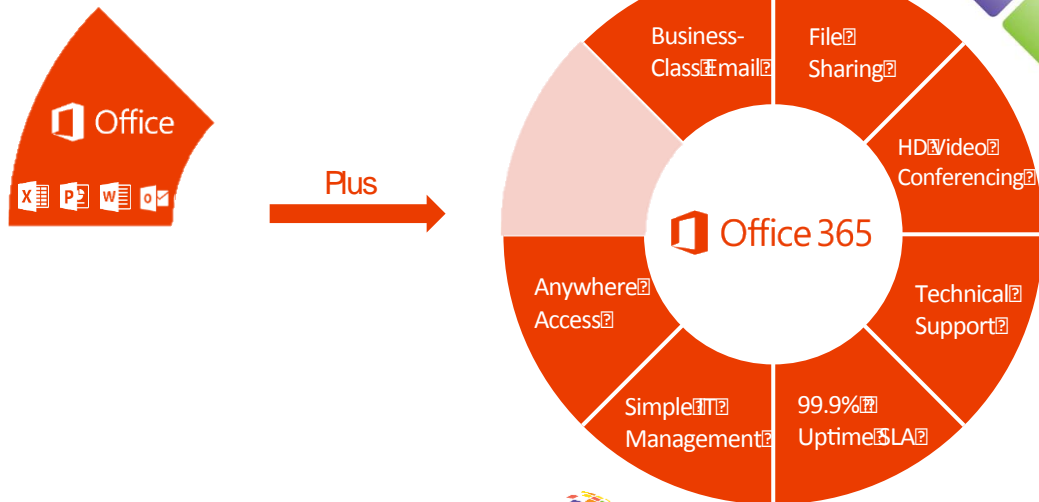 Office
X P W O
Plus
Business-
Class Email
File
Sharing
HD Video
Conferencing
Office 365
Anywhere
Access
Technical
Support
Simple IT
Management
99.9%
Uptime SLA